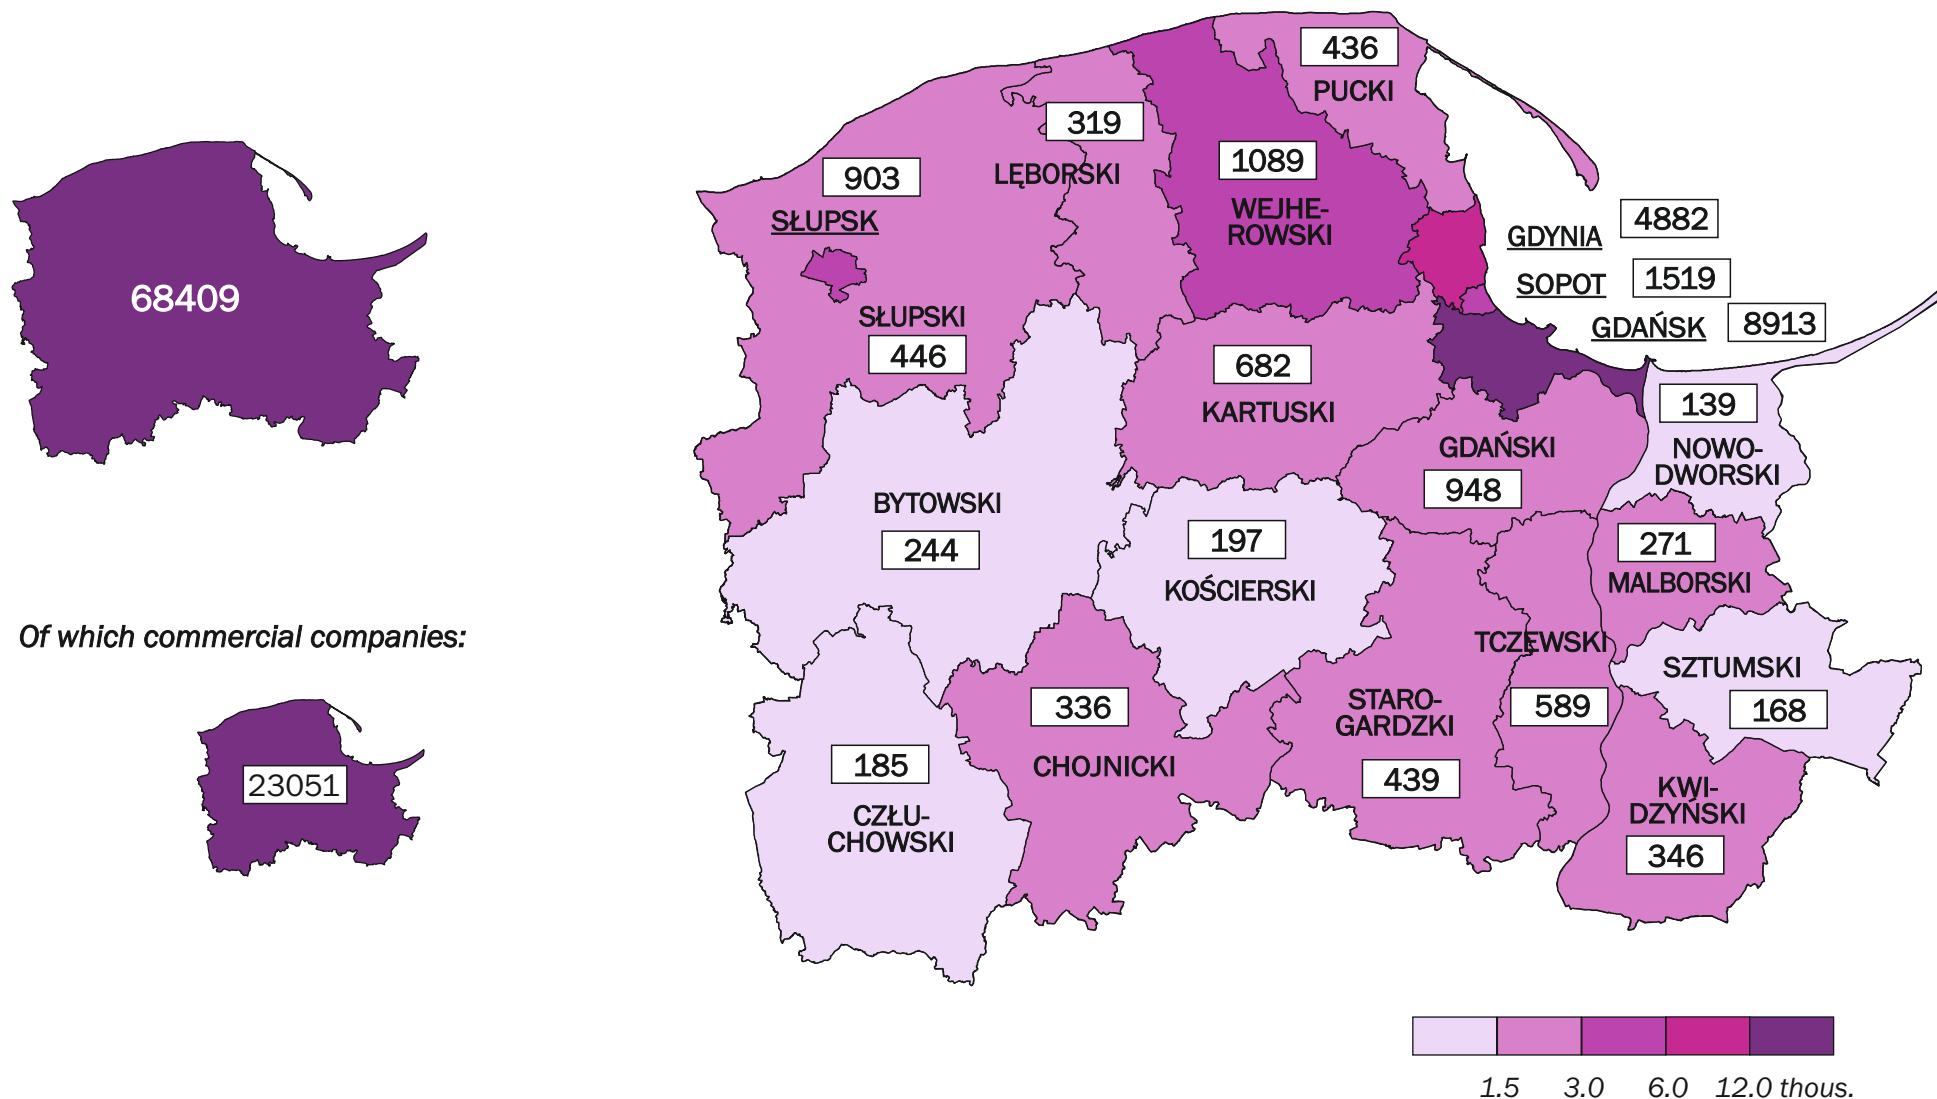 68409
Of which commercial companies:
23051
436
PUCKI
319
LĘBORSKI
1089
WEJHE-
ROWSKI
903
SŁUPSK
SŁUPSKI
446
GDYNIA 4882
SOPOT 1519
GDAŃSK 8913
682
KARTUSKI
139
NOWO-
DWORSKI
GDAŃSKI
948
BYTOWSKI
244
197
KOŚCIERSKI
271
MALBORSKI
TCZEWSKI
589
SZTUMSKI
168
336
CHOJNICKI
STARO-
GARDZKI
439
185
CZŁU-
CHOWSKI
KWI-
DZYŃSKI
346
1.5 3.0 6.0 12.0 thous.